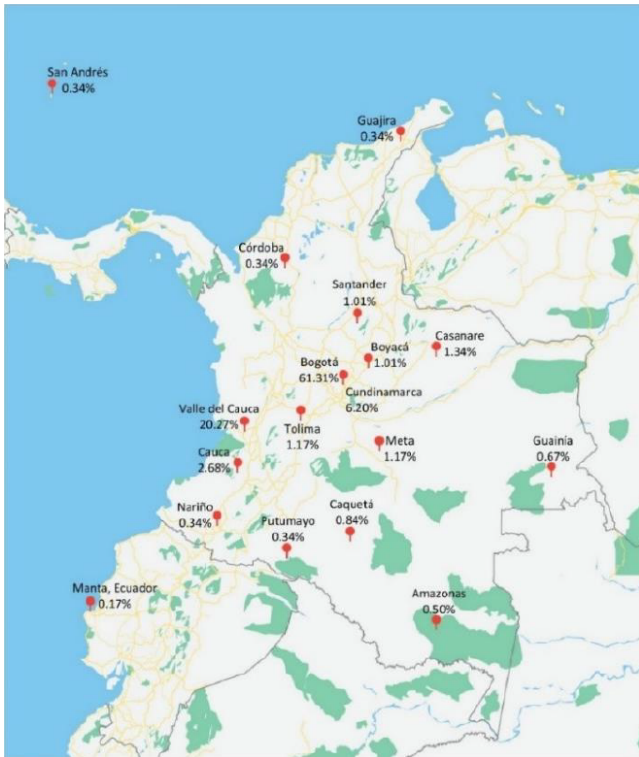 San Andrés
0.34%
Guajira
0.34%
Córdoba
0.34%
Santander
1.01%
Boyacá
1.01%
Casanare
1.34%
Bogotá
61.31%
Cundinamarca
6.20%
Valle del Cauca
20.27%
Tolima
1.17%
Meta
1.17%
Guainía
0.67%
Cauca
2.68%
Nariño
0.34%
Putumayo
0.34%
Caquetá
0.84%
Manta, Ecuador
0.17%
Amazonas
0.50%